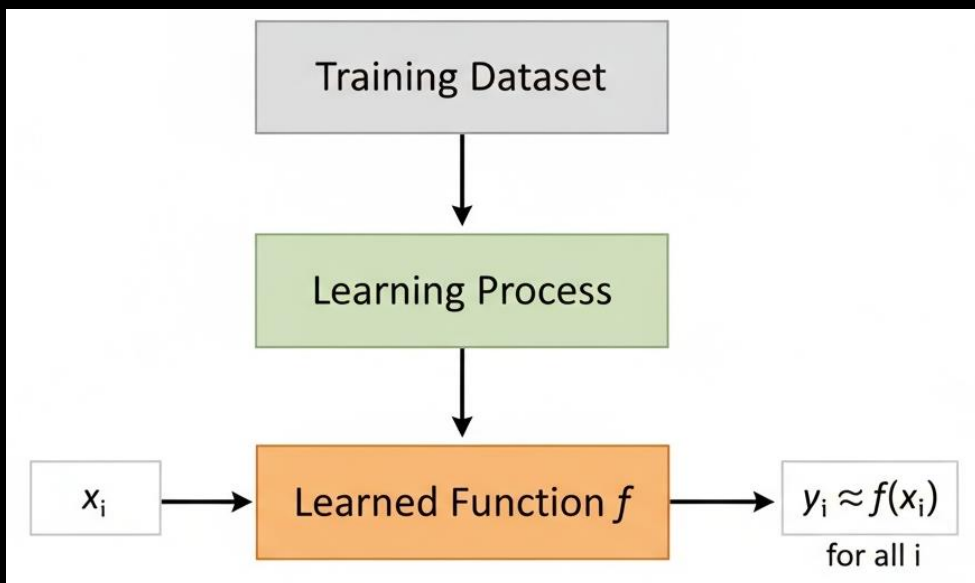 Training Dataset
Learning Process
xᵢ
Learned Function f
yᵢ ≈ f(xᵢ)
for all i